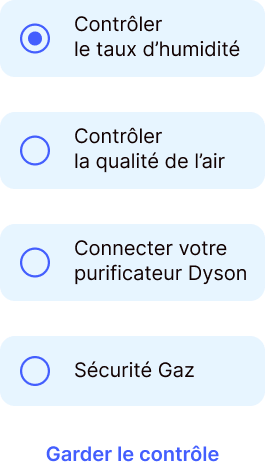 Contrôler
le taux d’humidité
Contrôler
la qualité de l’air
Connecter votre
purificateur Dyson
Sécurité Gaz
Garder le contrôle